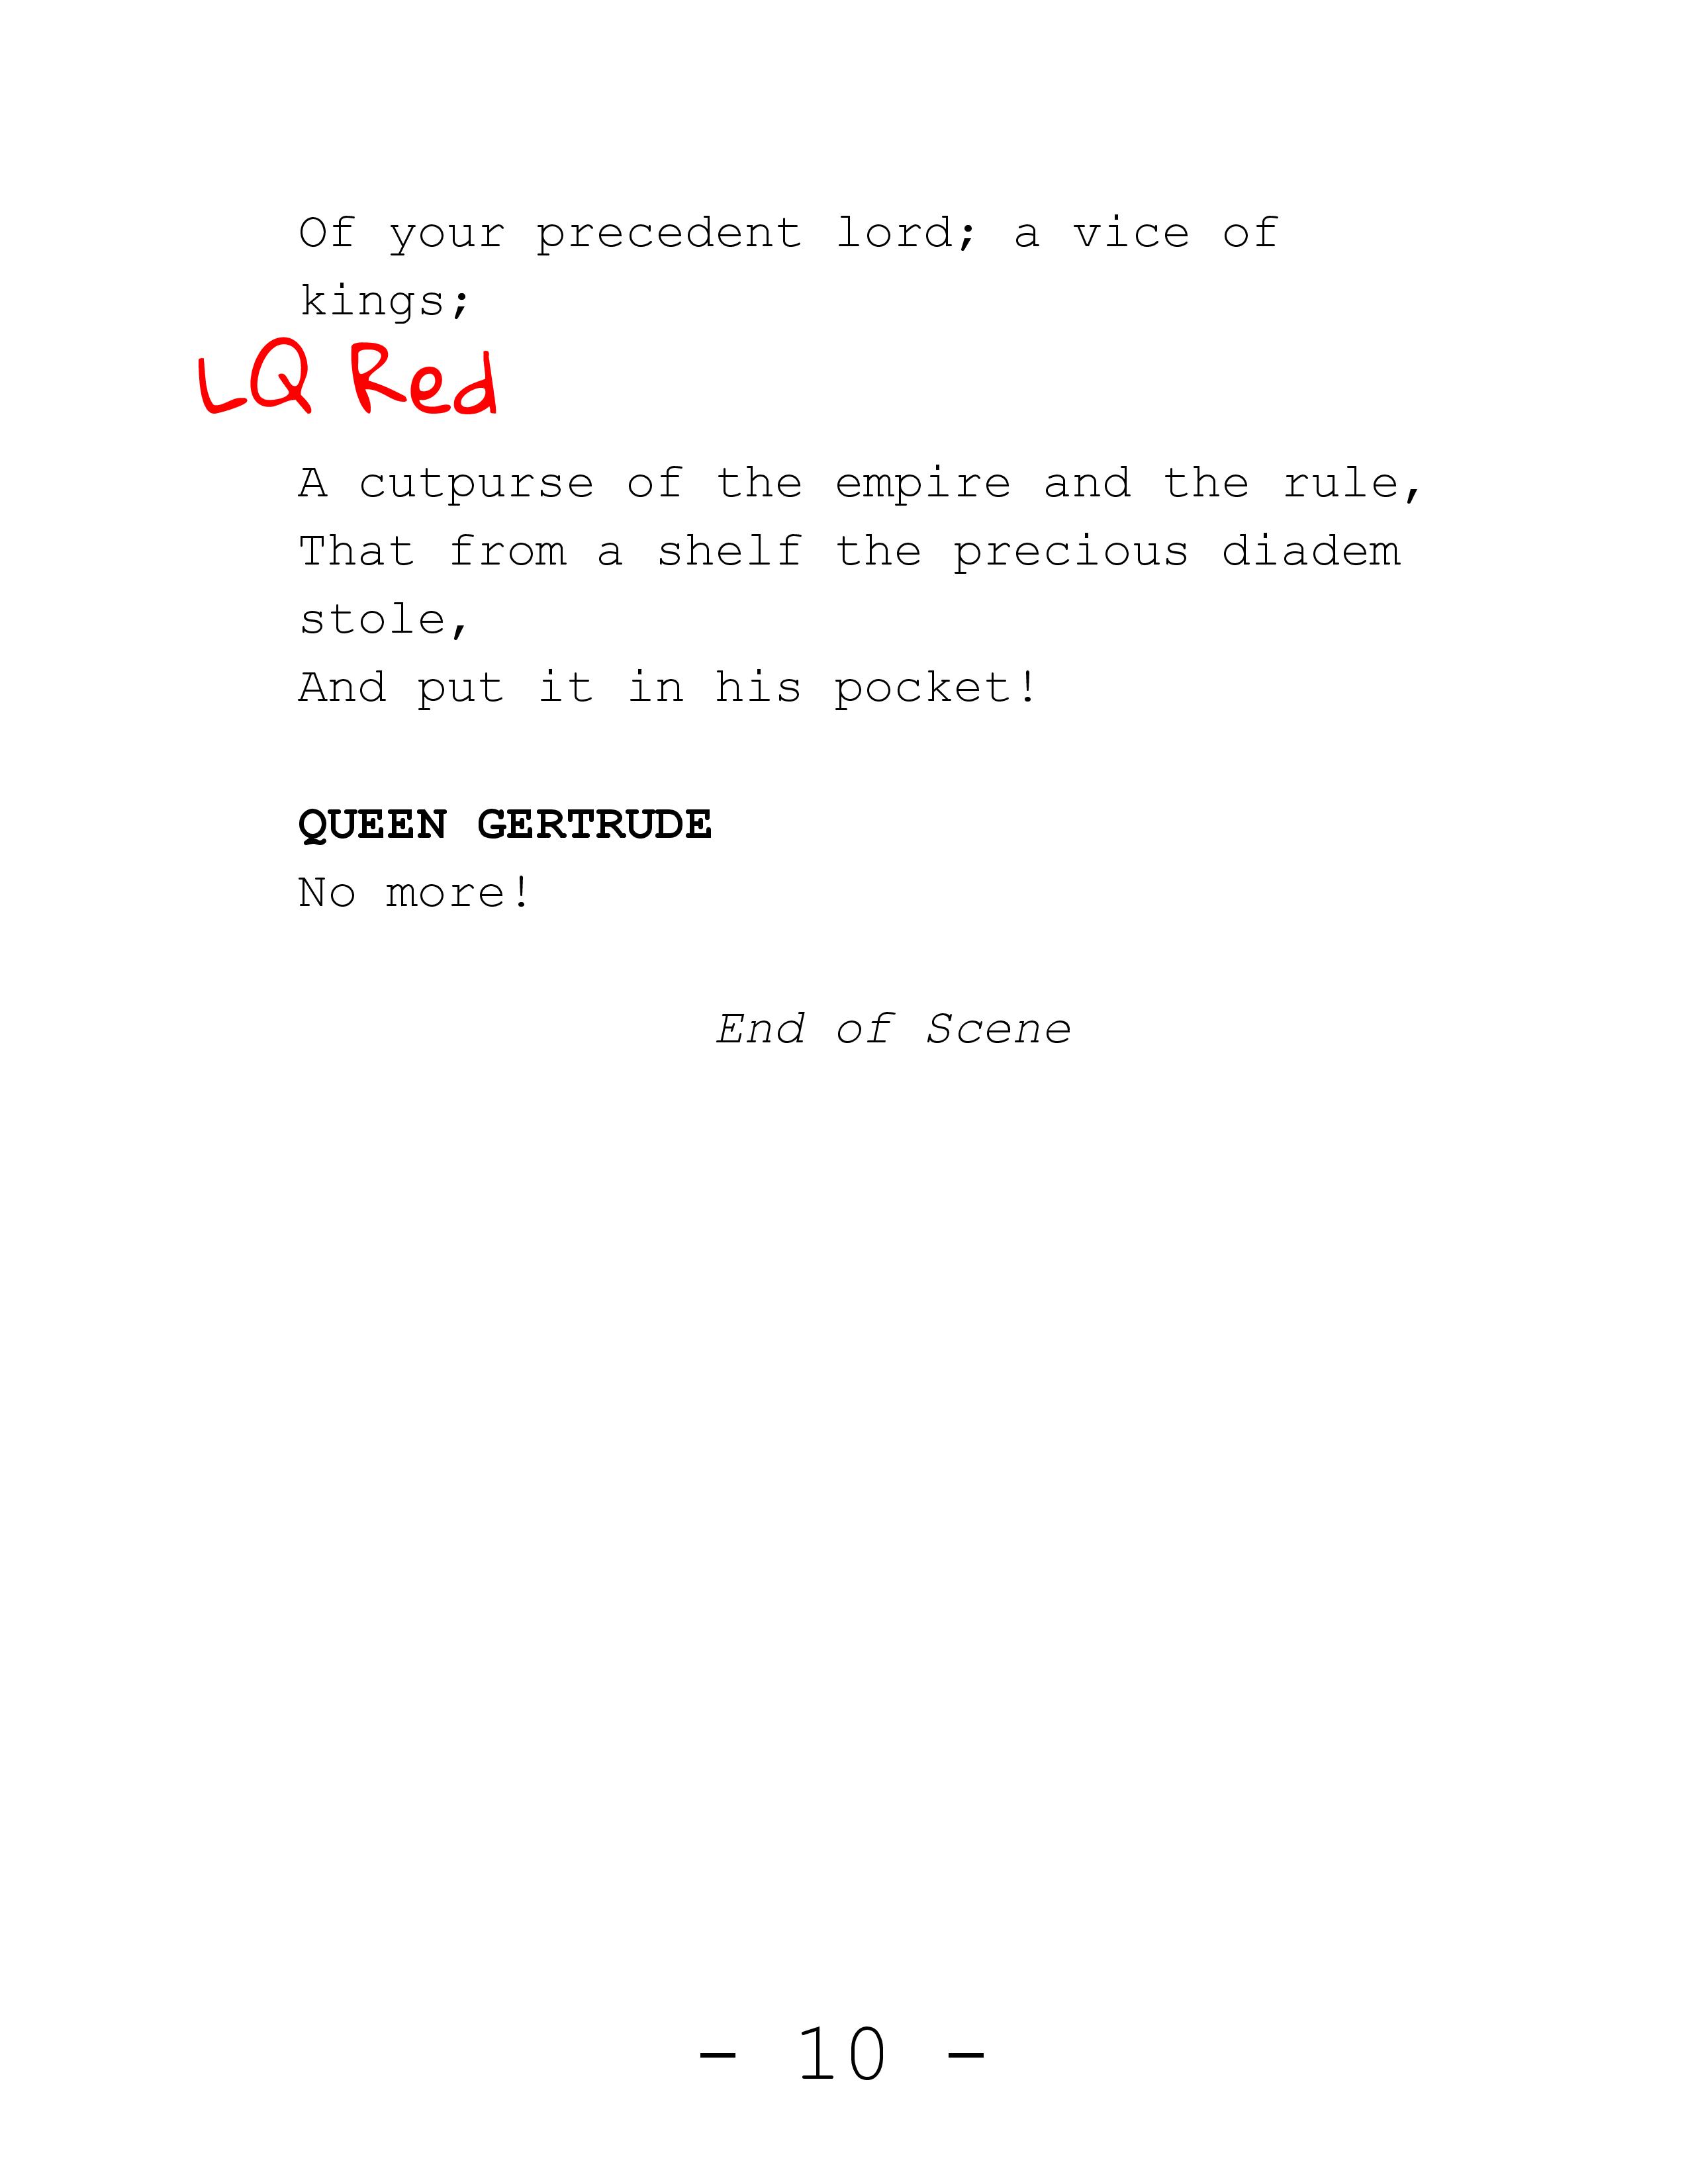 Of your precedent lord; a vice of
kings;
LQ Red
A cutpurse of the empire and the rule,
That from a shelf the precious diadem
stole,
And put it in his pocket!
QUEEN GERTRUDE
No more!
End of Scene
- 10 -